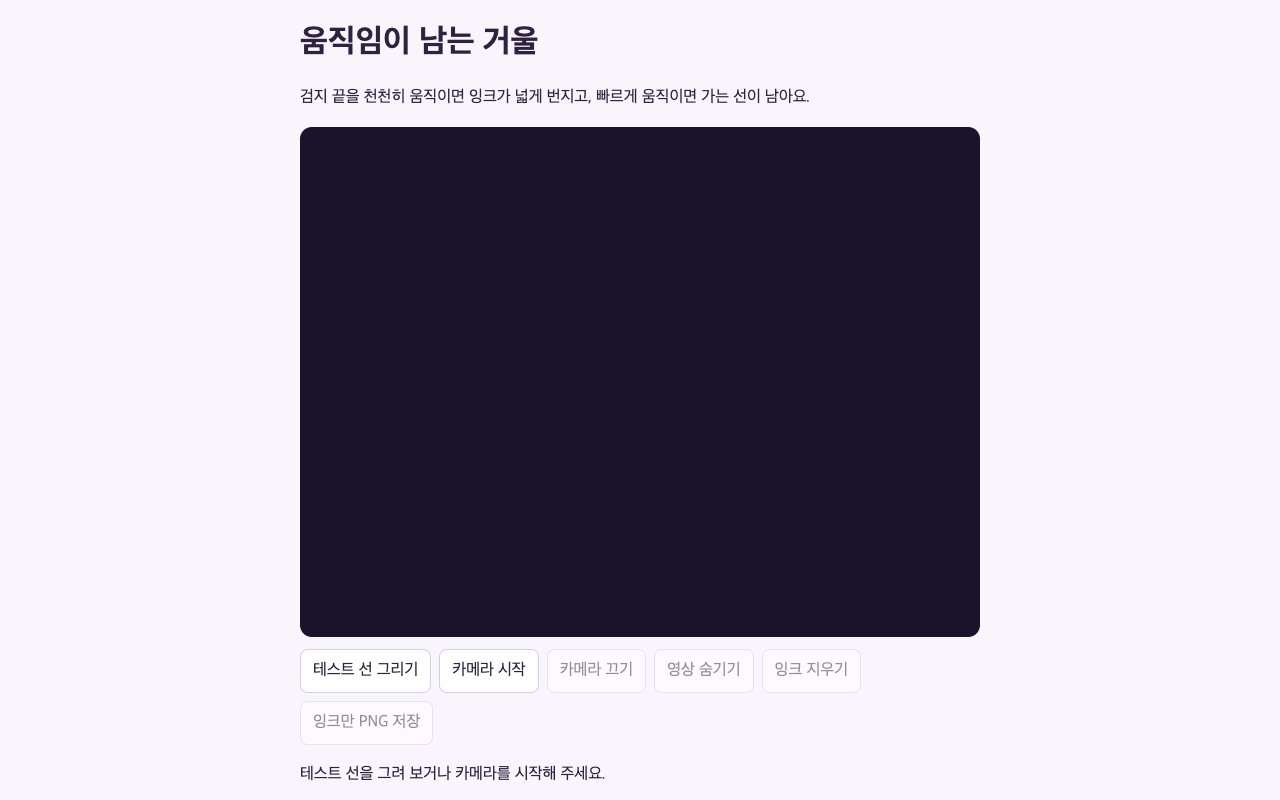 움직임이 남는 거울
검지 끝을 천천히 움직이면 잉크가 넓게 번지고, 빠르게 움직이면 가는 선이 남아요.
테스트 선 그리기 카메라 시작 카메라 끄기 영상 숨기기 잉크 지우기
잉크만 PNG 저장
테스트 선을 그려 보거나 카메라를 시작해 주세요.